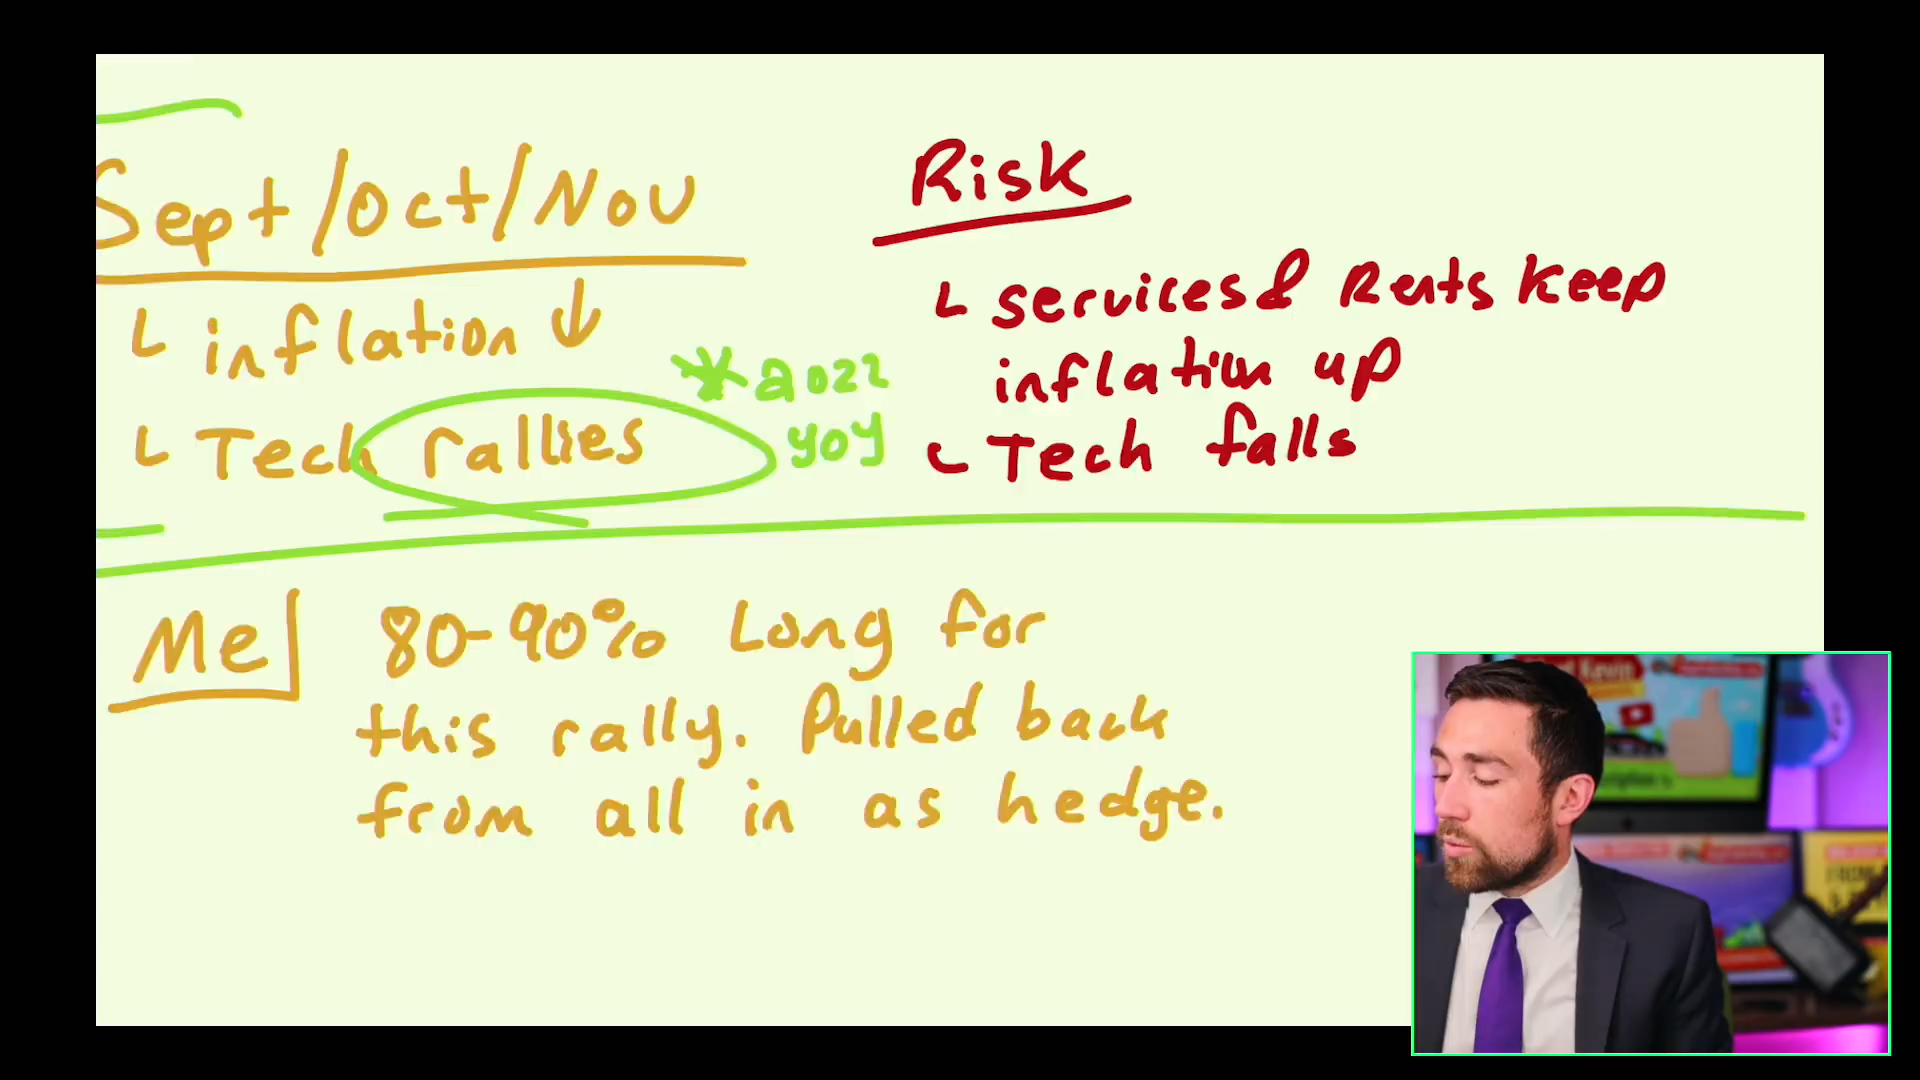 Sept/Oct/Nov
└ inflation ↓
└ Tech rallies
* 2022
yoy
Risk
└ services & Rents Keep
inflation up
└ Tech falls
Me
80-90% Long for
this rally. Pulled back
from all in as hedge.
Kevin